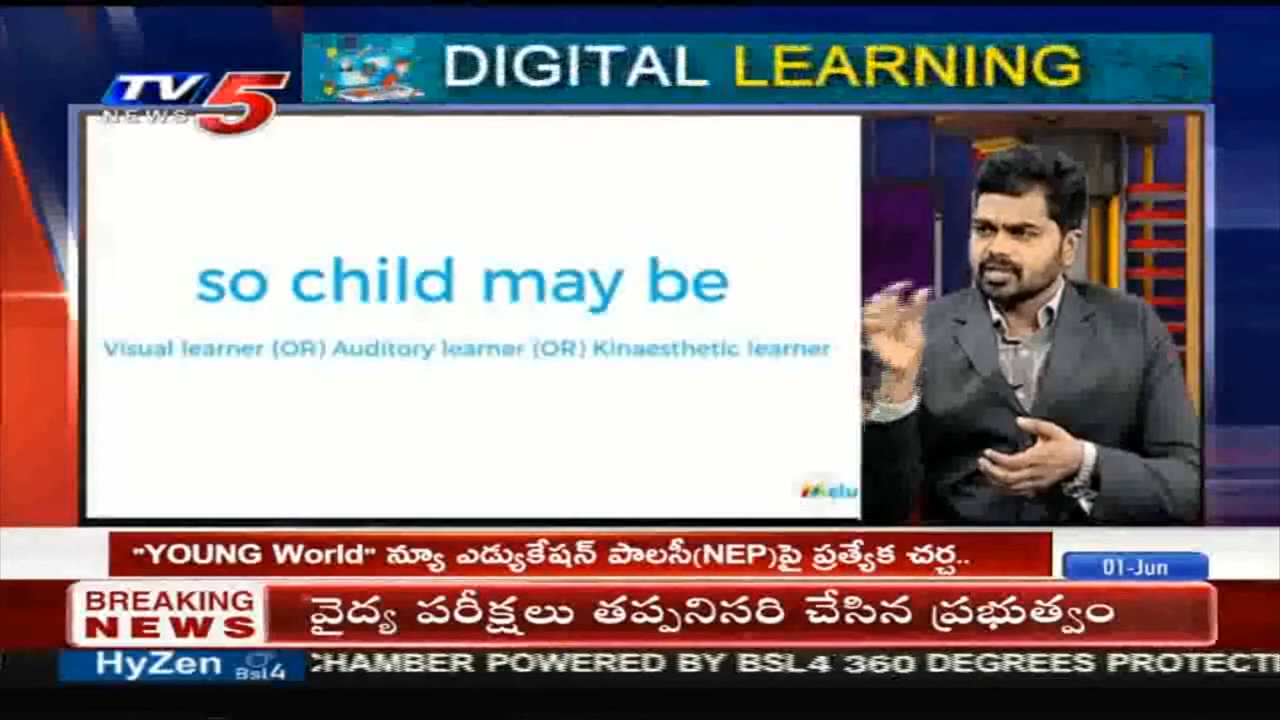 DIGITAL LEARNING
TV5
NEWS
so child may be
Visual learner (OR) Auditory learner (OR) Kinaesthetic learner
"YOUNG World" న్యూ ఎడ్యుకేషన్ పాలసీ(NEP)పై ప్రత్యేక చర్చ..
01-Jun
BREAKING
NEWS
వైద్య పరీక్షలు తప్పనిసరి చేసిన ప్రభుత్వం
HyZen
Bsl4
CHAMBER POWERED BY BSL4 360 DEGREES PROTECTI